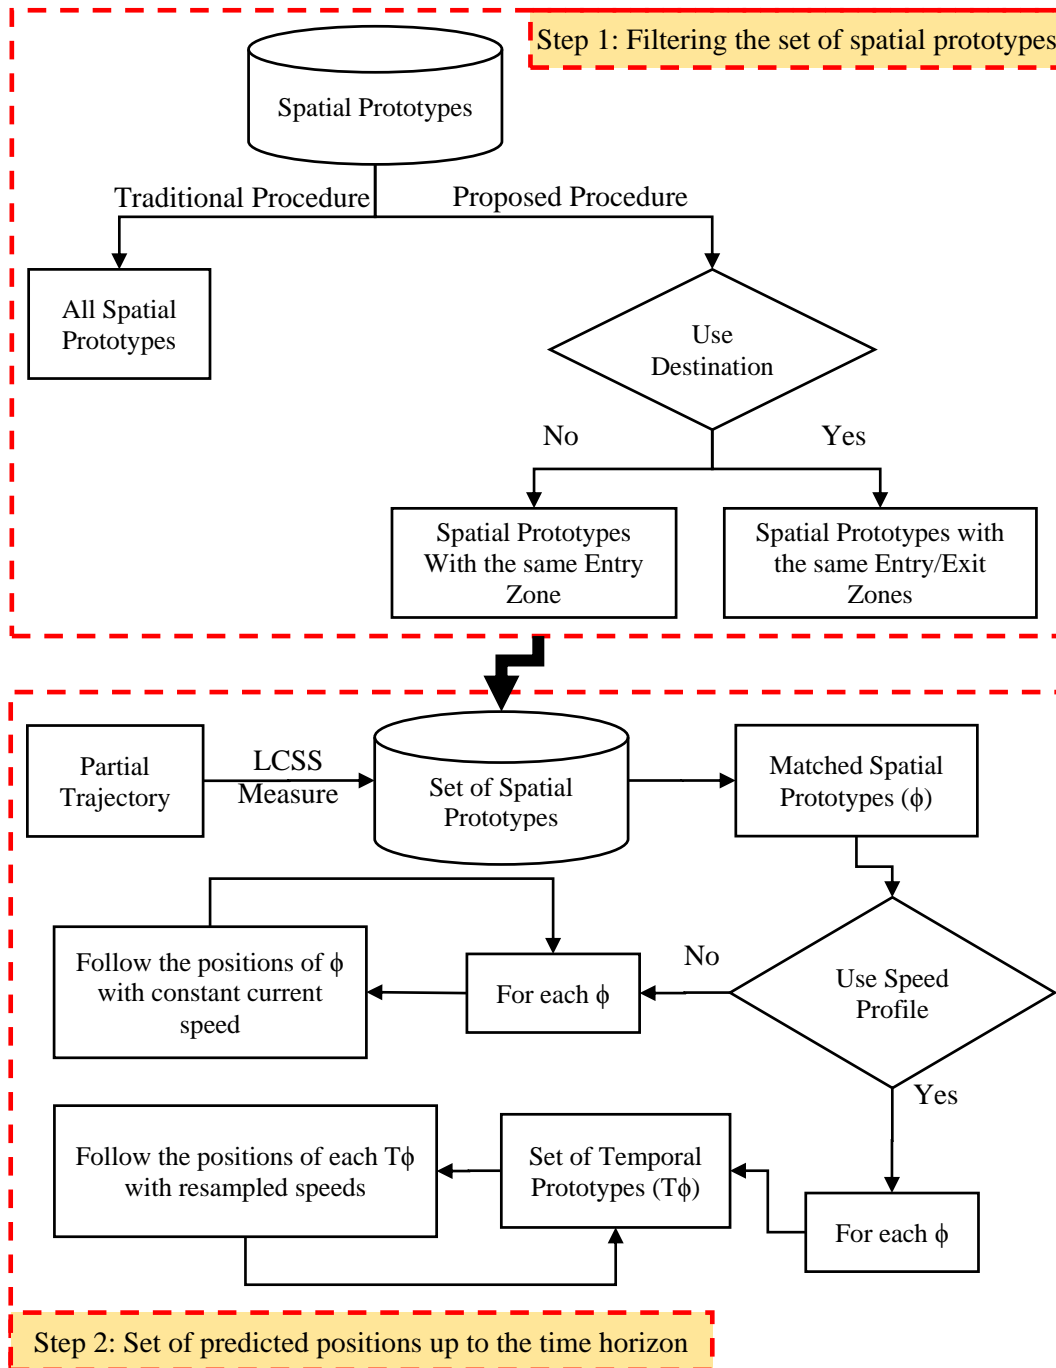 Step 1: Filtering the set of spatial prototypes
Spatial Prototypes
Traditional Procedure
Proposed Procedure
All Spatial
Prototypes
Use
Destination
No
Yes
Spatial Prototypes
With the same Entry
Zone
Spatial Prototypes with
the same Entry/Exit
Zones
Partial
Trajectory
LCSS
Measure
Set of Spatial
Prototypes
Matched Spatial
Prototypes (ϕ)
Follow the positions of ϕ
with constant current
speed
For each ϕ
No
Use Speed
Profile
Yes
Follow the positions of each Tϕ
with resampled speeds
Set of Temporal
Prototypes (Tϕ)
For each ϕ
Step 2: Set of predicted positions up to the time horizon